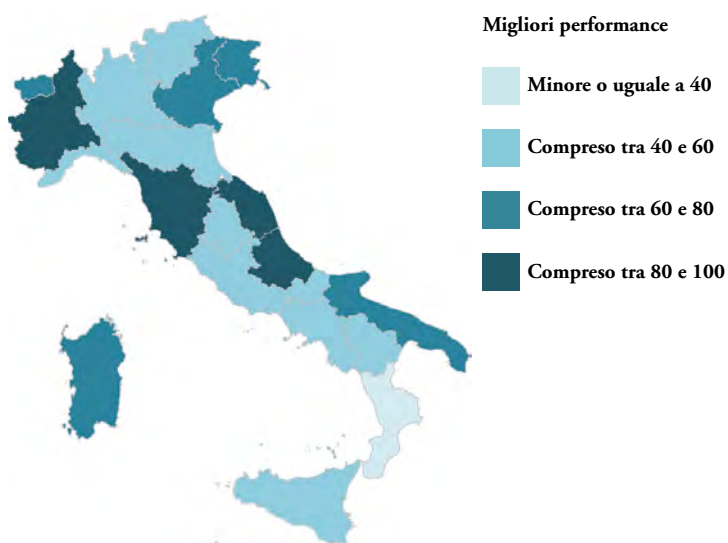 Migliori performance
Minore o uguale a 40
Compreso tra 40 e 60
Compreso tra 60 e 80
Compreso tra 80 e 100